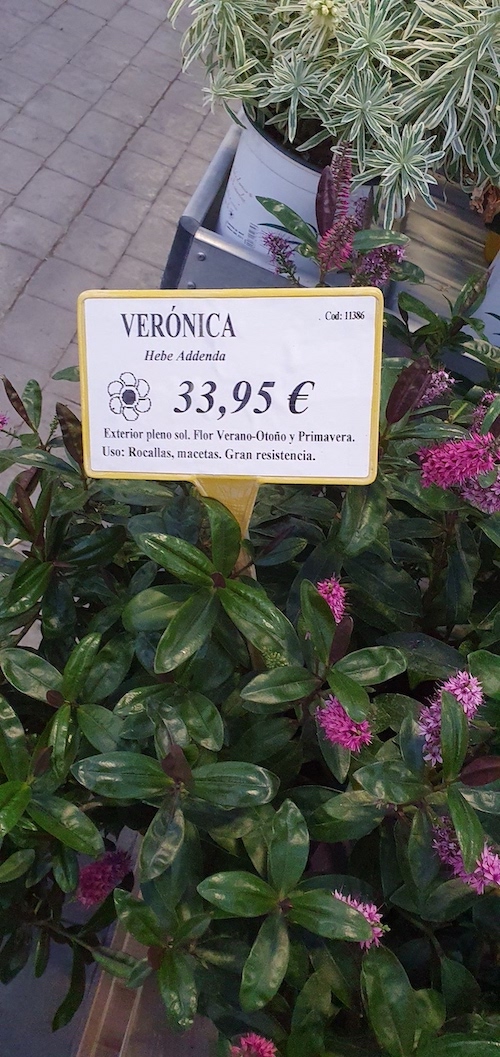 VERÓNICA
. Cod: 11386
Hebe Addenda
33,95 €
Exterior pleno sol. Flor Verano-Otoño y Primavera.
Uso: Rocallas, macetas. Gran resistencia.